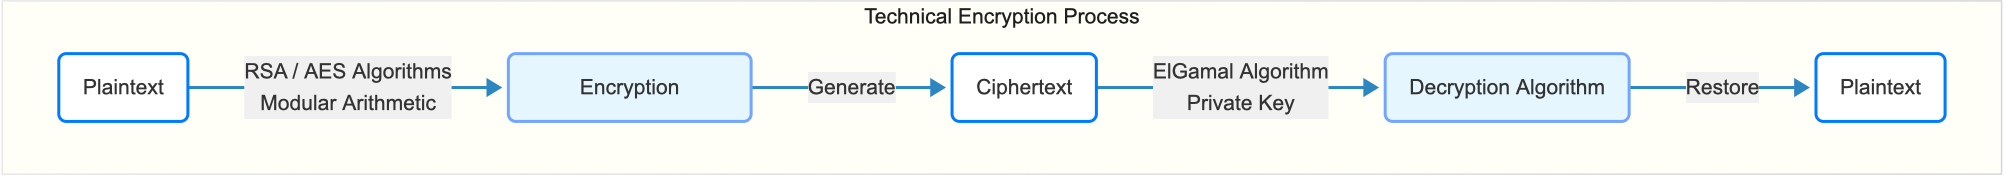 Technical Encryption Process
Plaintext
RSA / AES Algorithms
Modular Arithmetic
Encryption
Generate
Ciphertext
ElGamal Algorithm
Private Key
Decryption Algorithm
Restore
Plaintext